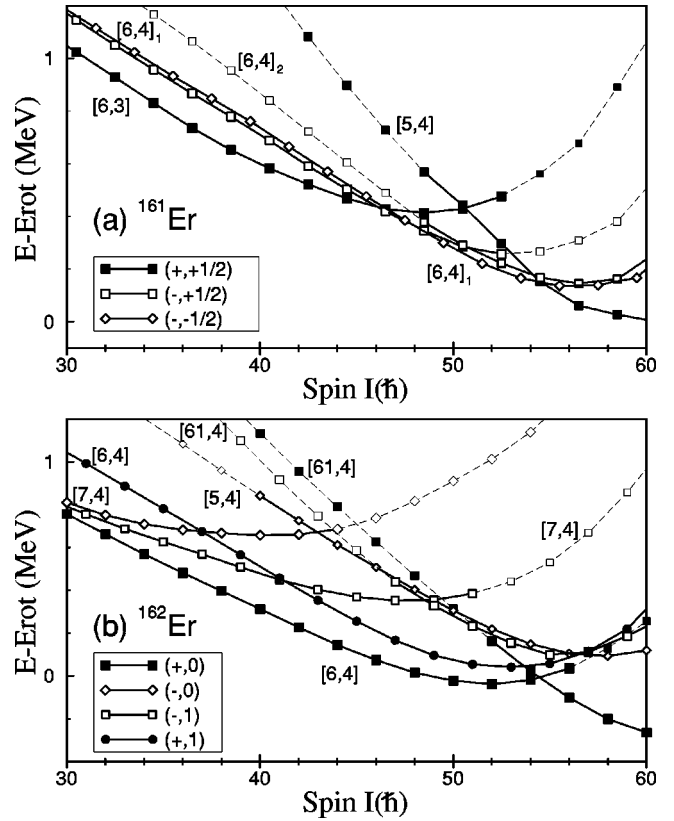 [6,4]1
[6,4]2
[6,3]
[5,4]
[6,4]1
1
0
E-Erot (MeV)
(a) 161Er
(+,+1/2)
(-,+1/2)
(-,-1/2)
30 40 50 60
Spin I(ħ)
[6,4]
[61,4]
[61,4]
[7,4]
[5,4]
[7,4]
[6,4]
1
0
E-Erot (MeV)
(b) 162Er
(+,0)
(-,0)
(-,1)
(+,1)
30 40 50 60
Spin I(ħ)